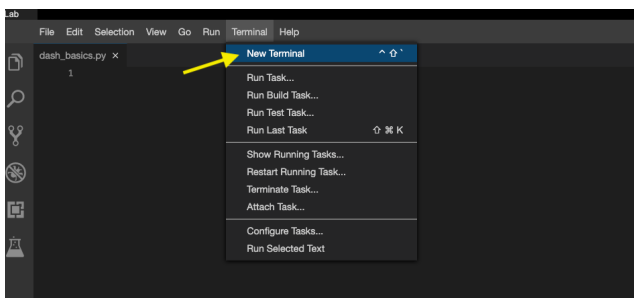 Lab
File Edit Selection View Go Run Terminal Help
dash_basics.py ×
1
New Terminal ^ ⇧ `
Run Task...
Run Build Task...
Run Test Task...
Run Last Task ⇧ ⌘ K
Show Running Tasks...
Restart Running Task...
Terminate Task...
Attach Task...
Configure Tasks...
Run Selected Text